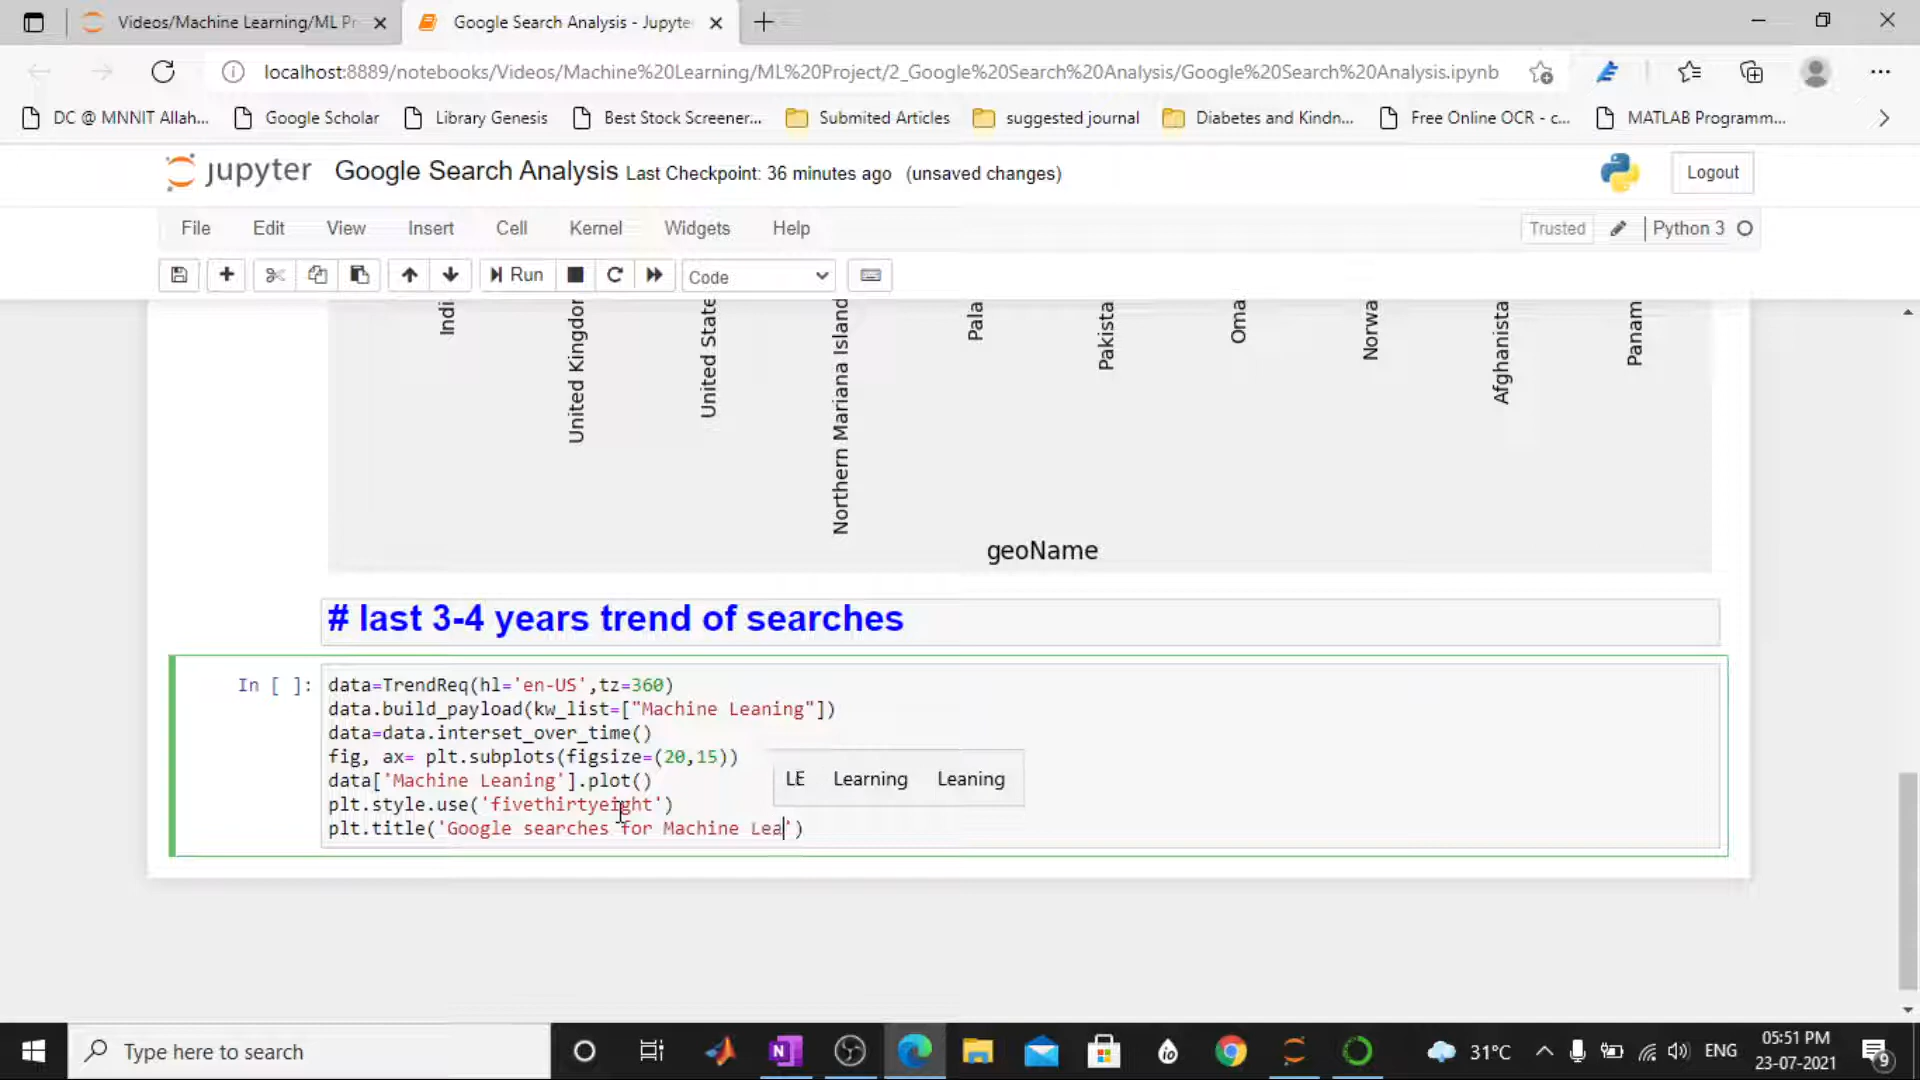 Videos/Machine Learning/ML Pr
Google Search Analysis - Jupyte
localhost:8889/notebooks/Videos/Machine%20Learning/ML%20Project/2_Google%20Search%20Analysis/Google%20Search%20Analysis.ipynb
DC @ MNNIT Allah... Google Scholar Library Genesis Best Stock Screener... Submited Articles suggested journal Diabetes and Kindn... Free Online OCR - c... MATLAB Programm...
jupyter Google Search Analysis Last Checkpoint: 36 minutes ago (unsaved changes) Logout
File Edit View Insert Cell Kernel Widgets Help Trusted Python 3
Run Code
Indi
United Kingdor
United State
Northern Mariana Island
Pala
Pakista
Oma
Norwa
Afghanista
Panam
geoName
# last 3-4 years trend of searches
In [ ]:
data=TrendReq(hl='en-US',tz=360)
data.build_payload(kw_list=["Machine Leaning"])
data=data.interset_over_time()
fig, ax= plt.subplots(figsize=(20,15))
data['Machine Leaning'].plot()
plt.style.use('fivethirtyeight')
plt.title('Google searches for Machine Lea')
LE Learning Leaning
Type here to search
31°C
ENG
05:51 PM
23-07-2021
9